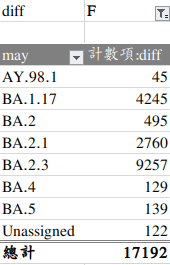 diff F
may 計數項:diff
AY.98.1 45
BA.1.17 4245
BA.2 495
BA.2.1 2760
BA.2.3 9257
BA.4 129
BA.5 139
Unassigned 122
總計 17192